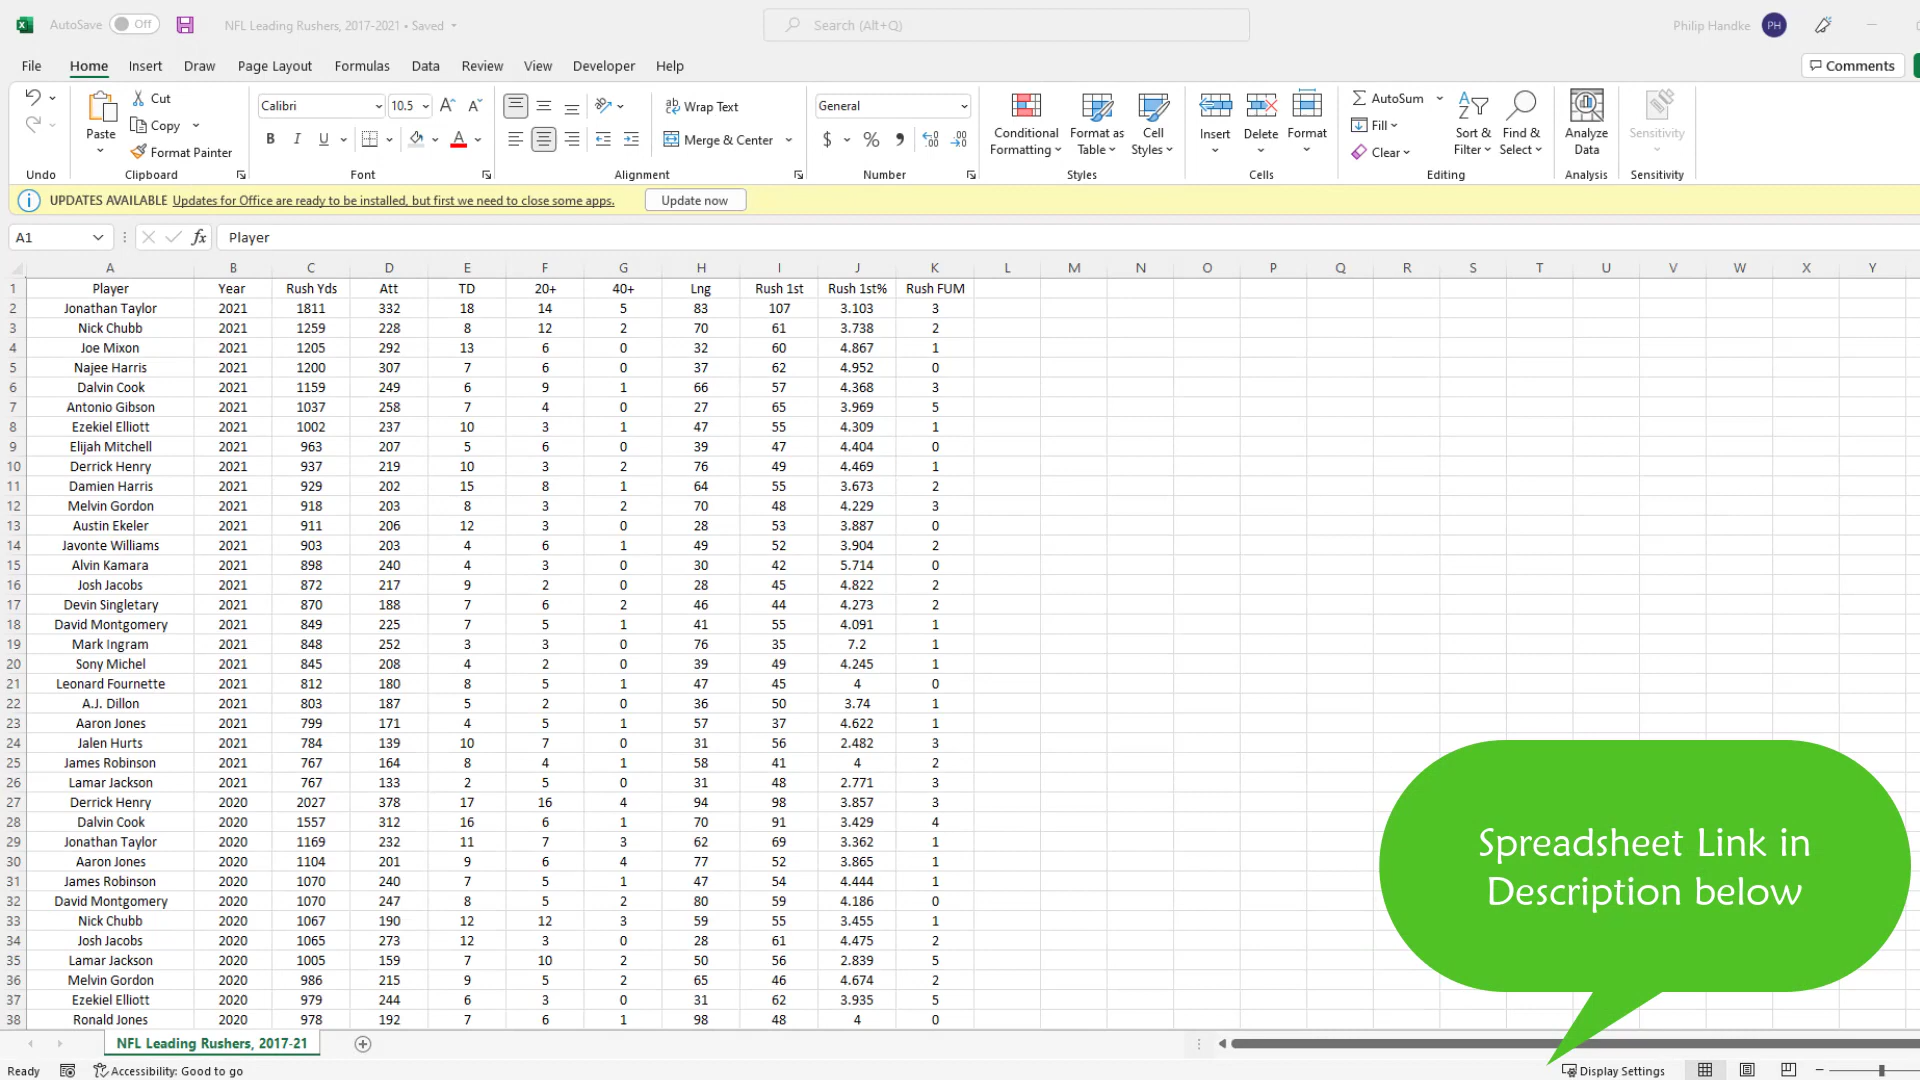 AutoSave Off NFL Leading Rushers, 2017-2021 • Saved Search (Alt+Q) Philip Handke PH
File Home Insert Draw Page Layout Formulas Data Review View Developer Help Comments
Cut Calibri 10.5 Wrap Text General AutoSum
Paste Copy Conditional Formatting Format as Table Cell Styles Insert Delete Format Fill Sort & Filter Find & Select Analyze Data Sensitivity
Format Painter B I U A Merge & Center $ % Clear
Undo Clipboard Font Alignment Number Styles Cells Editing Analysis Sensitivity
UPDATES AVAILABLE Updates for Office are ready to be installed, but first we need to close some apps. Update now
A1 fx Player
A B C D E F G H I J K L M N O P Q R S T U V W X Y
1 Player Year Rush Yds Att TD 20+ 40+ Lng Rush 1st Rush 1st% Rush FUM
2 Jonathan Taylor 2021 1811 332 18 14 5 83 107 3.103 3
3 Nick Chubb 2021 1259 228 8 12 2 70 61 3.738 2
4 Joe Mixon 2021 1205 292 13 6 0 32 60 4.867 1
5 Najee Harris 2021 1200 307 7 6 0 37 62 4.952 0
6 Dalvin Cook 2021 1159 249 6 9 1 66 57 4.368 3
7 Antonio Gibson 2021 1037 258 7 4 0 27 65 3.969 5
8 Ezekiel Elliott 2021 1002 237 10 3 1 47 55 4.309 1
9 Elijah Mitchell 2021 963 207 5 6 0 39 47 4.404 0
10 Derrick Henry 2021 937 219 10 3 2 76 49 4.469 1
11 Damien Harris 2021 929 202 15 8 1 64 55 3.673 2
12 Melvin Gordon 2021 918 203 8 3 2 70 48 4.229 3
13 Austin Ekeler 2021 911 206 12 3 0 28 53 3.887 0
14 Javonte Williams 2021 903 203 4 6 1 49 52 3.904 2
15 Alvin Kamara 2021 898 240 4 3 0 30 42 5.714 0
16 Josh Jacobs 2021 872 217 9 2 0 28 45 4.822 2
17 Devin Singletary 2021 870 188 7 6 2 46 44 4.273 2
18 David Montgomery 2021 849 225 7 5 1 41 55 4.091 1
19 Mark Ingram 2021 848 252 3 3 0 76 35 7.2 1
20 Sony Michel 2021 845 208 4 2 0 39 49 4.245 1
21 Leonard Fournette 2021 812 180 8 5 1 47 45 4 0
22 A.J. Dillon 2021 803 187 5 2 0 36 50 3.74 1
23 Aaron Jones 2021 799 171 4 5 1 57 37 4.622 1
24 Jalen Hurts 2021 784 139 10 7 0 31 56 2.482 3
25 James Robinson 2021 767 164 8 4 1 58 41 4 2
26 Lamar Jackson 2021 767 133 2 5 0 31 48 2.771 3
27 Derrick Henry 2020 2027 378 17 16 4 94 98 3.857 3
28 Dalvin Cook 2020 1557 312 16 6 1 70 91 3.429 4
29 Jonathan Taylor 2020 1169 232 11 7 3 62 69 3.362 1
30 Aaron Jones 2020 1104 201 9 6 4 77 52 3.865 1
31 James Robinson 2020 1070 240 7 5 1 47 54 4.444 1
32 David Montgomery 2020 1070 247 8 5 2 80 59 4.186 0
33 Nick Chubb 2020 1067 190 12 12 3 59 55 3.455 1
34 Josh Jacobs 2020 1065 273 12 3 0 28 61 4.475 2
35 Lamar Jackson 2020 1005 159 7 10 2 50 56 2.839 5
36 Melvin Gordon 2020 986 215 9 5 2 65 46 4.674 2
37 Ezekiel Elliott 2020 979 244 6 3 0 31 62 3.935 5
38 Ronald Jones 2020 978 192 7 6 1 98 48 4 0
Spreadsheet Link in
Description below
NFL Leading Rushers, 2017-21
Ready Accessibility: Good to go Display Settings